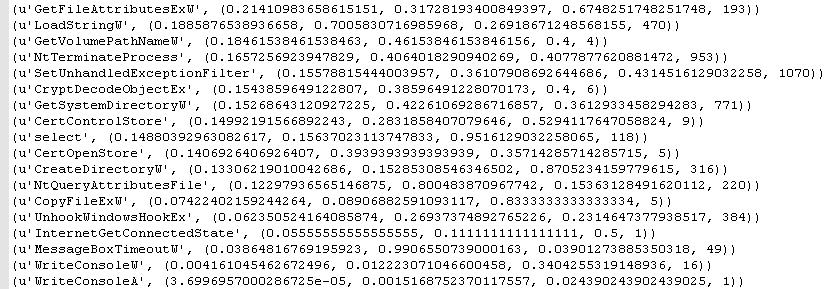 (u'GetFileAttributesExW', (0.21410983658615151, 0.31728193400849397, 0.6748251748251748, 193))
(u'LoadStringW', (0.1885876538936658, 0.7005830716985968, 0.26918671248568155, 470))
(u'GetVolumePathNameW', (0.18461538461538463, 0.46153846153846156, 0.4, 4))
(u'NtTerminateProcess', (0.1657256923947829, 0.4064018290940269, 0.4077877620881472, 953))
(u'SetUnhandledExceptionFilter', (0.15578815444003957, 0.36107908692644686, 0.4314516129032258, 1070))
(u'CryptDecodeObjectEx', (0.1543859649122807, 0.38596491228070173, 0.4, 6))
(u'GetSystemDirectoryW', (0.15268643120927225, 0.42261069286716857, 0.3612933458294283, 771))
(u'CertControlStore', (0.14992191566892243, 0.2831858407079646, 0.5294117647058824, 9))
(u'select', (0.14880392963082617, 0.15637023113747833, 0.9516129032258065, 118))
(u'CertOpenStore', (0.1406926406926407, 0.3939393939393939, 0.35714285714285715, 5))
(u'CreateDirectoryW', (0.13306219010042686, 0.15285308546346502, 0.8705234159779615, 316))
(u'NtQueryAttributesFile', (0.12297936565146875, 0.800483870967742, 0.15363128491620112, 220))
(u'CopyFileExW', (0.07422402159244264, 0.08906882591093117, 0.8333333333333334, 5))
(u'UnhookWindowsHookEx', (0.062350524164085874, 0.26937374892765226, 0.2314647377938517, 384))
(u'InternetGetConnectedState', (0.05555555555555555, 0.1111111111111111, 0.5, 1))
(u'MessageBoxTimeoutW', (0.03864816769195923, 0.9906550739000163, 0.03901273885350318, 49))
(u'WriteConsoleW', (0.004161045462672496, 0.012223071046600458, 0.3404255319148936, 16))
(u'WriteConsoleA', (3.6996957000286725e-05, 0.0015168752370117557, 0.024390243902439025, 1))